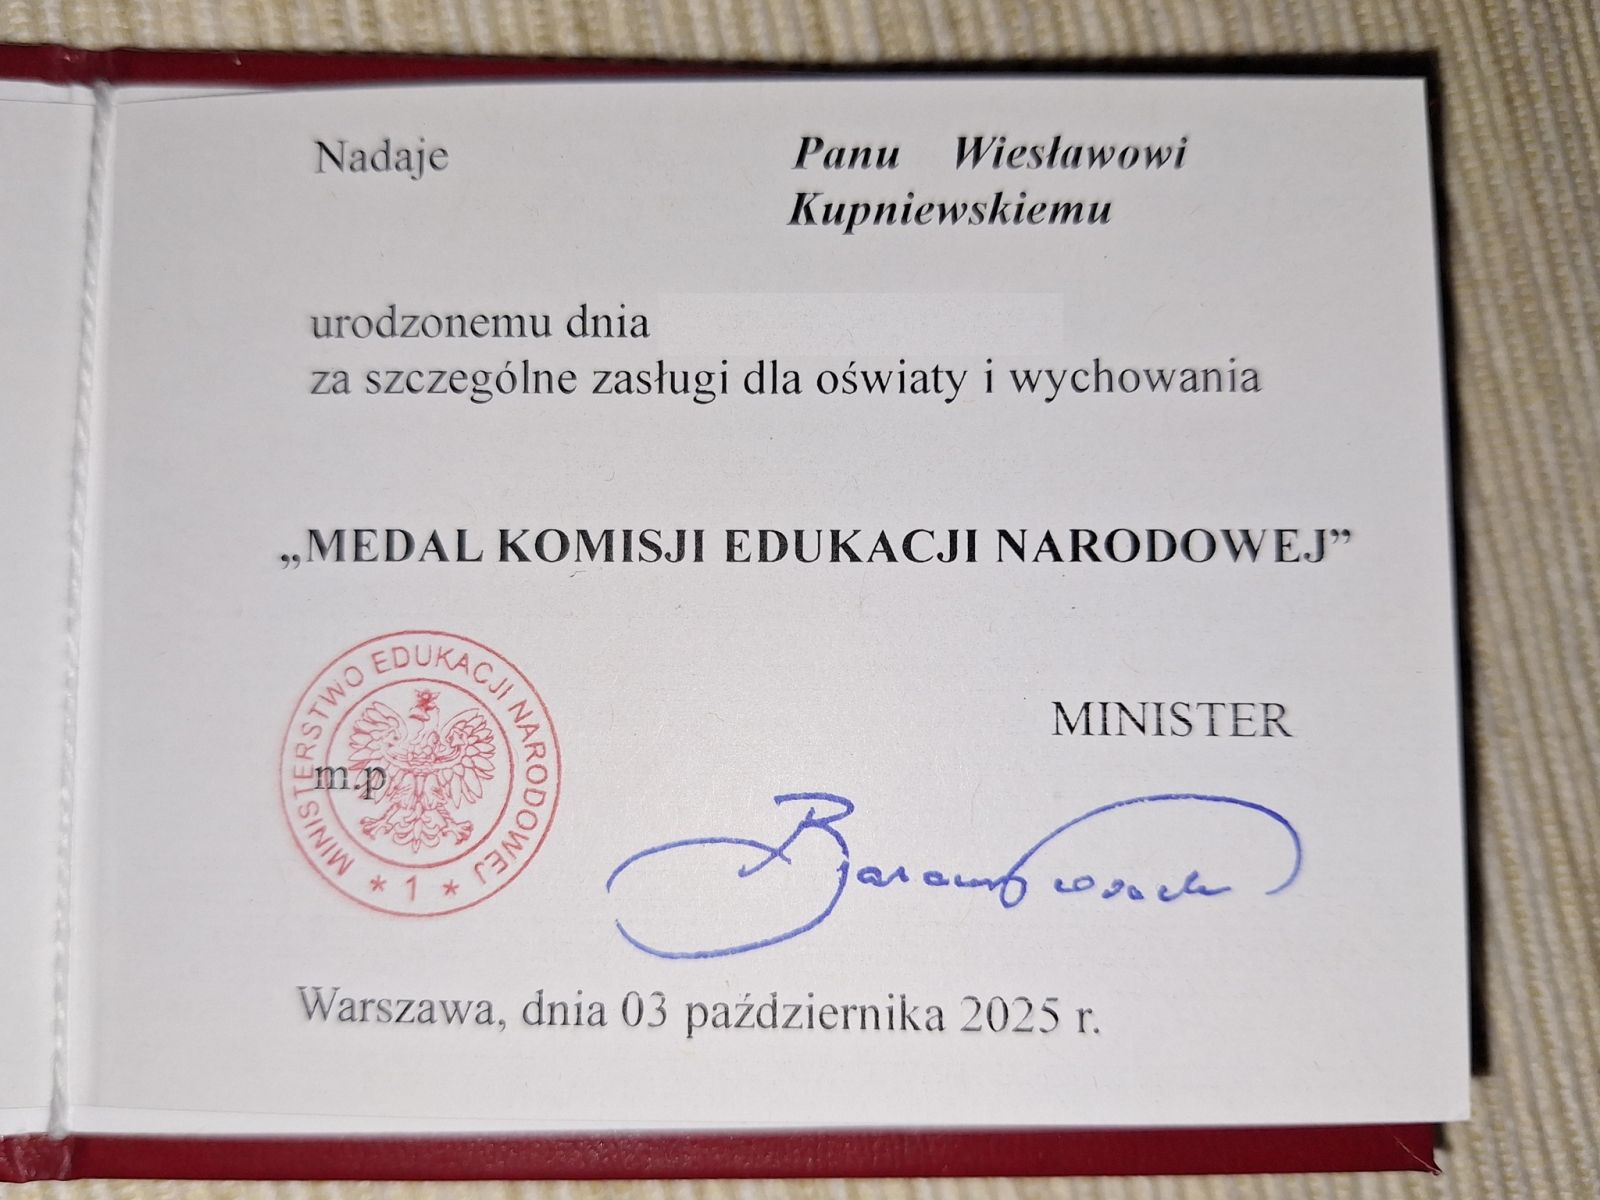 Nadaje Panu Wiesławowi
Kupniewskiemu
urodzonemu dnia
za szczególne zasługi dla oświaty i wychowania
„MEDAL KOMISJI EDUKACJI NARODOWEJ”
MINISTERSTWO EDUKACJI NARODOWEJ
* 1 *
m.p
MINISTER
Warszawa, dnia 03 października 2025 r.